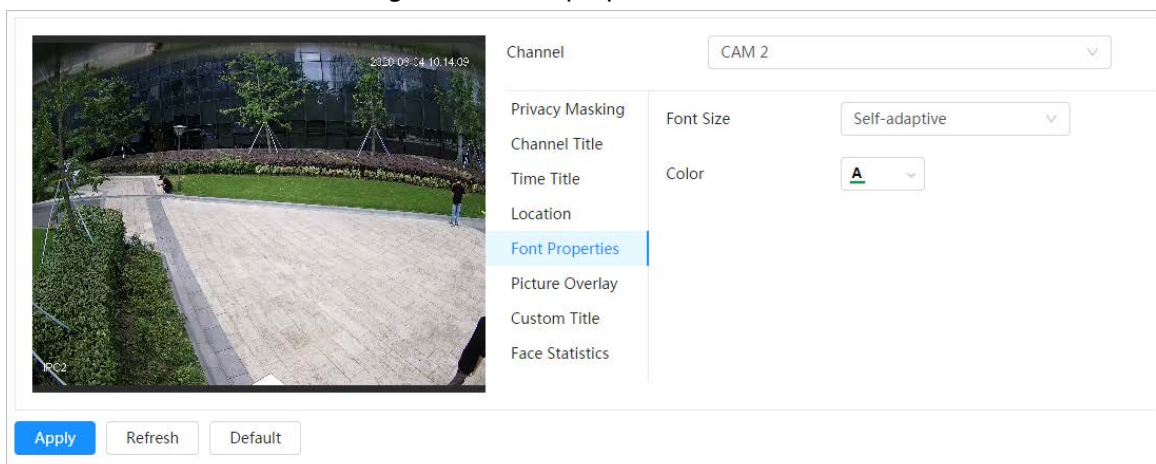 2020-09-04 10:14:09
IPC2
Channel
CAM 2
Privacy Masking
Channel Title
Time Title
Location
Font Properties
Picture Overlay
Custom Title
Face Statistics
Font Size
Self-adaptive
Color
A
Apply
Refresh
Default